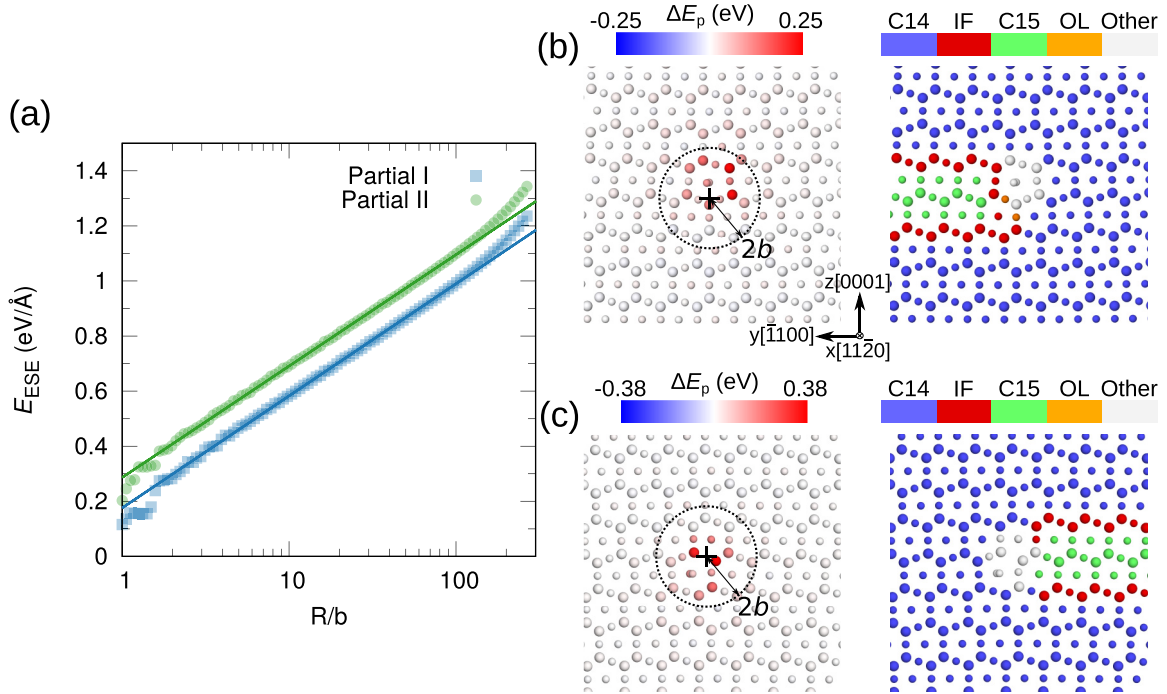 (a)
E_ESE (eV/Å)
1.4
1.2
1
0.8
0.6
0.4
0.2
0
1
10
100
R/b
Partial I
Partial II
(b)
ΔE_p (eV)
-0.25
0.25
2b
C14 IF C15 OL Other
z[0001]
y[1̅100]
x[112̅0]
(c)
ΔE_p (eV)
-0.38
0.38
2b
C14 IF C15 OL Other